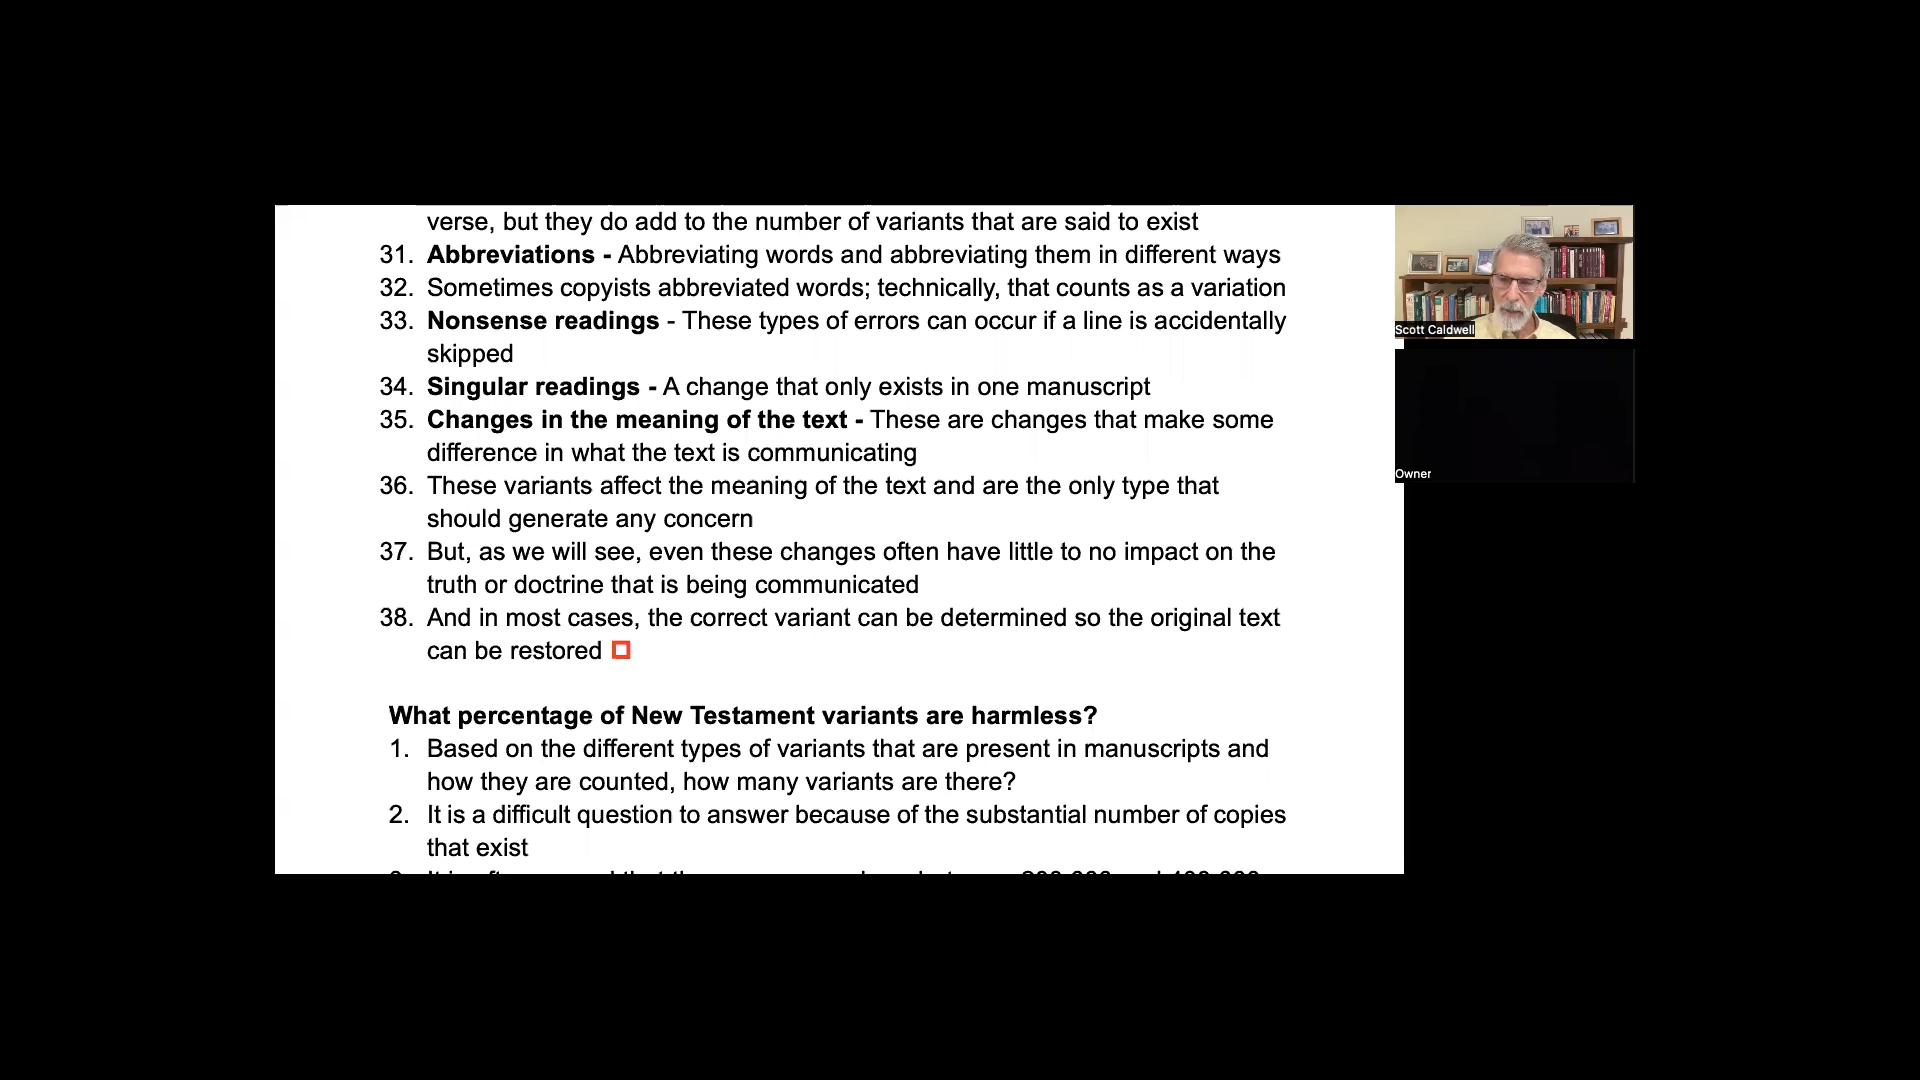 verse, but they do add to the number of variants that are said to exist
31. Abbreviations - Abbreviating words and abbreviating them in different ways
32. Sometimes copyists abbreviated words; technically, that counts as a variation
33. Nonsense readings - These types of errors can occur if a line is accidentally
skipped
34. Singular readings - A change that only exists in one manuscript
35. Changes in the meaning of the text - These are changes that make some
difference in what the text is communicating
36. These variants affect the meaning of the text and are the only type that
should generate any concern
37. But, as we will see, even these changes often have little to no impact on the
truth or doctrine that is being communicated
38. And in most cases, the correct variant can be determined so the original text
can be restored
What percentage of New Testament variants are harmless?
1. Based on the different types of variants that are present in manuscripts and
how they are counted, how many variants are there?
2. It is a difficult question to answer because of the substantial number of copies
that exist
Scott Caldwell
Owner